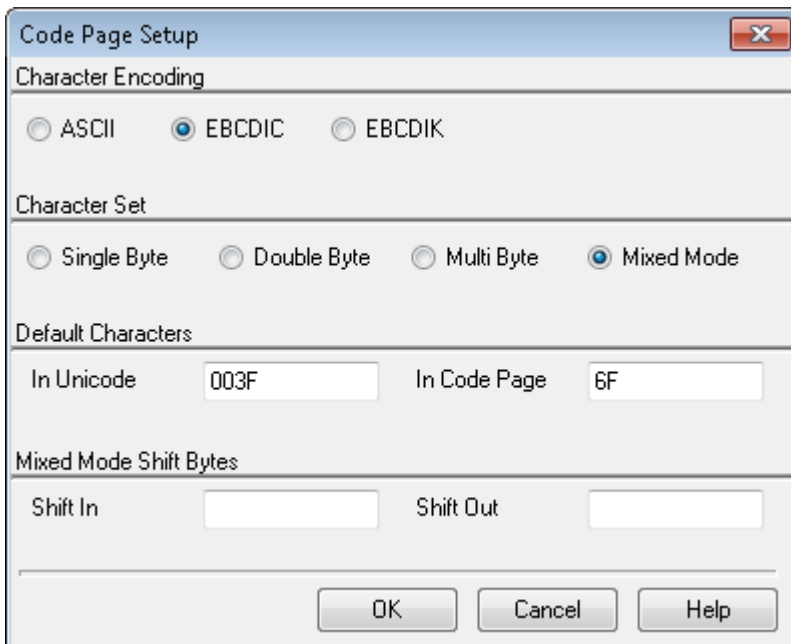 Code Page Setup
Character Encoding
ASCII EBCDIC EBCDIK
Character Set
Single Byte Double Byte Multi Byte Mixed Mode
Default Characters
In Unicode 003F In Code Page 6F
Mixed Mode Shift Bytes
Shift In Shift Out
OK Cancel Help